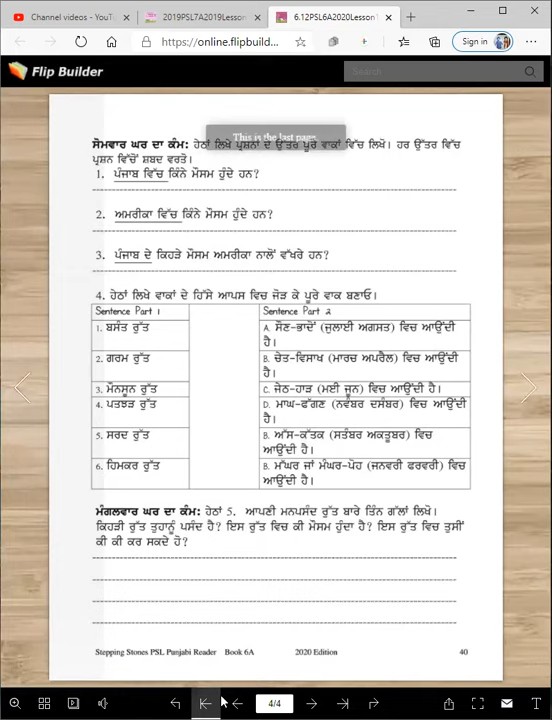 Channel videos - YouT
2019PSL7A2019Lesson
6.12PSL6A2020Lesson
https://online.flipbuild...
Sign in
Flip Builder
Search
This is the last page.
ਸੋਮਵਾਰ ਘਰ ਦਾ ਕੰਮ: ਹੇਠਾਂ ਲਿਖੇ ਪ੍ਰਸ਼ਨਾਂ ਦੇ ਉੱਤਰ ਪੂਰੇ ਵਾਕਾਂ ਵਿੱਚ ਲਿਖੋ। ਹਰ ਉੱਤਰ ਵਿੱਚ
ਪ੍ਰਸ਼ਨ ਵਿੱਚੋਂ ਸ਼ਬਦ ਵਰਤੋ।
1. ਪੰਜਾਬ ਵਿੱਚ ਕਿੰਨੇ ਮੌਸਮ ਹੁੰਦੇ ਹਨ?
2. ਅਮਰੀਕਾ ਵਿੱਚ ਕਿੰਨੇ ਮੌਸਮ ਹੁੰਦੇ ਹਨ?
3. ਪੰਜਾਬ ਦੇ ਕਿਹੜੇ ਮੌਸਮ ਅਮਰੀਕਾ ਨਾਲੋਂ ਵੱਖਰੇ ਹਨ?
4. ਹੇਠਾਂ ਲਿਖੇ ਵਾਕਾਂ ਦੇ ਹਿੱਸੇ ਆਪਸ ਵਿਚ ਜੋੜ ਕੇ ਪੂਰੇ ਵਾਕ ਬਣਾਓ।
Sentence Part 1
Sentence Part 2
1. ਬਸੰਤ ਰੁੱਤ
A. ਸੌਣ-ਭਾਦੋਂ (ਜੁਲਾਈ ਅਗਸਤ) ਵਿਚ ਆਉਂਦੀ
ਹੈ।
2. ਗਰਮ ਰੁੱਤ
B. ਚੇਤ-ਵਿਸਾਖ (ਮਾਰਚ ਅਪਰੈਲ) ਵਿਚ ਆਉਂਦੀ
ਹੈ।
3. ਮੌਨਸੂਨ ਰੁੱਤ
C. ਜੇਠ-ਹਾੜ (ਮਈ ਜੂਨ) ਵਿਚ ਆਉਂਦੀ ਹੈ।
4. ਪਤਝੜ ਰੁੱਤ
D. ਮਾਘ-ਫੱਗਣ (ਨਵੰਬਰ ਦਸੰਬਰ) ਵਿਚ ਆਉਂਦੀ
ਹੈ।
5. ਸਰਦ ਰੁੱਤ
B. ਅੱਸ-ਕੱਤਕ (ਸਤੰਬਰ ਅਕਤੂਬਰ) ਵਿਚ
ਆਉਂਦੀ ਹੈ।
6. ਹਿਮਕਰ ਰੁੱਤ
B. ਮੱਘਰ ਜਾਂ ਮੰਘਰ-ਪੋਹ (ਜਨਵਰੀ ਫਰਵਰੀ) ਵਿਚ
ਆਉਂਦੀ ਹੈ।
ਮੰਗਲਵਾਰ ਘਰ ਦਾ ਕੰਮ: ਹੇਠਾਂ 5. ਆਪਣੀ ਮਨਪਸੰਦ ਰੁੱਤ ਬਾਰੇ ਤਿੰਨ ਗੱਲਾਂ ਲਿਖੋ।
ਕਿਹੜੀ ਰੁੱਤ ਤੁਹਾਨੂੰ ਪਸੰਦ ਹੈ? ਇਸ ਰੁੱਤ ਵਿਚ ਕੀ ਮੌਸਮ ਹੁੰਦਾ ਹੈ? ਇਸ ਰੁੱਤ ਵਿਚ ਤੁਸੀਂ
ਕੀ ਕੀ ਕਰ ਸਕਦੇ ਹੋ?
Stepping Stones PSL Punjabi Reader Book 6A 2020 Edition 40
4/4